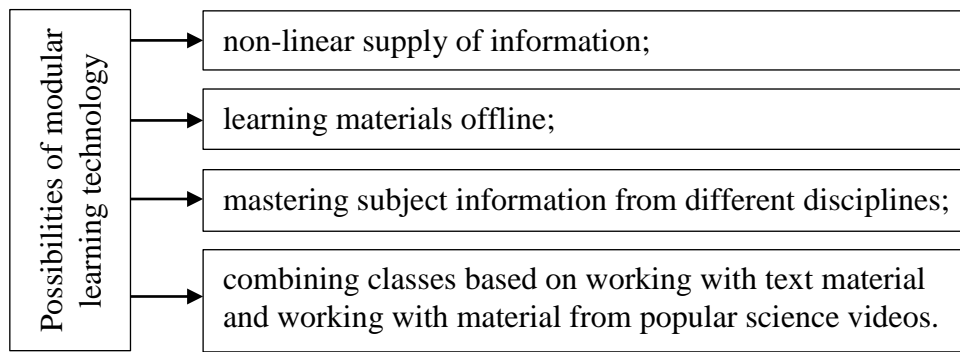 Possibilities of modular
learning technology
non-linear supply of information;
learning materials offline;
mastering subject information from different disciplines;
combining classes based on working with text material
and working with material from popular science videos.